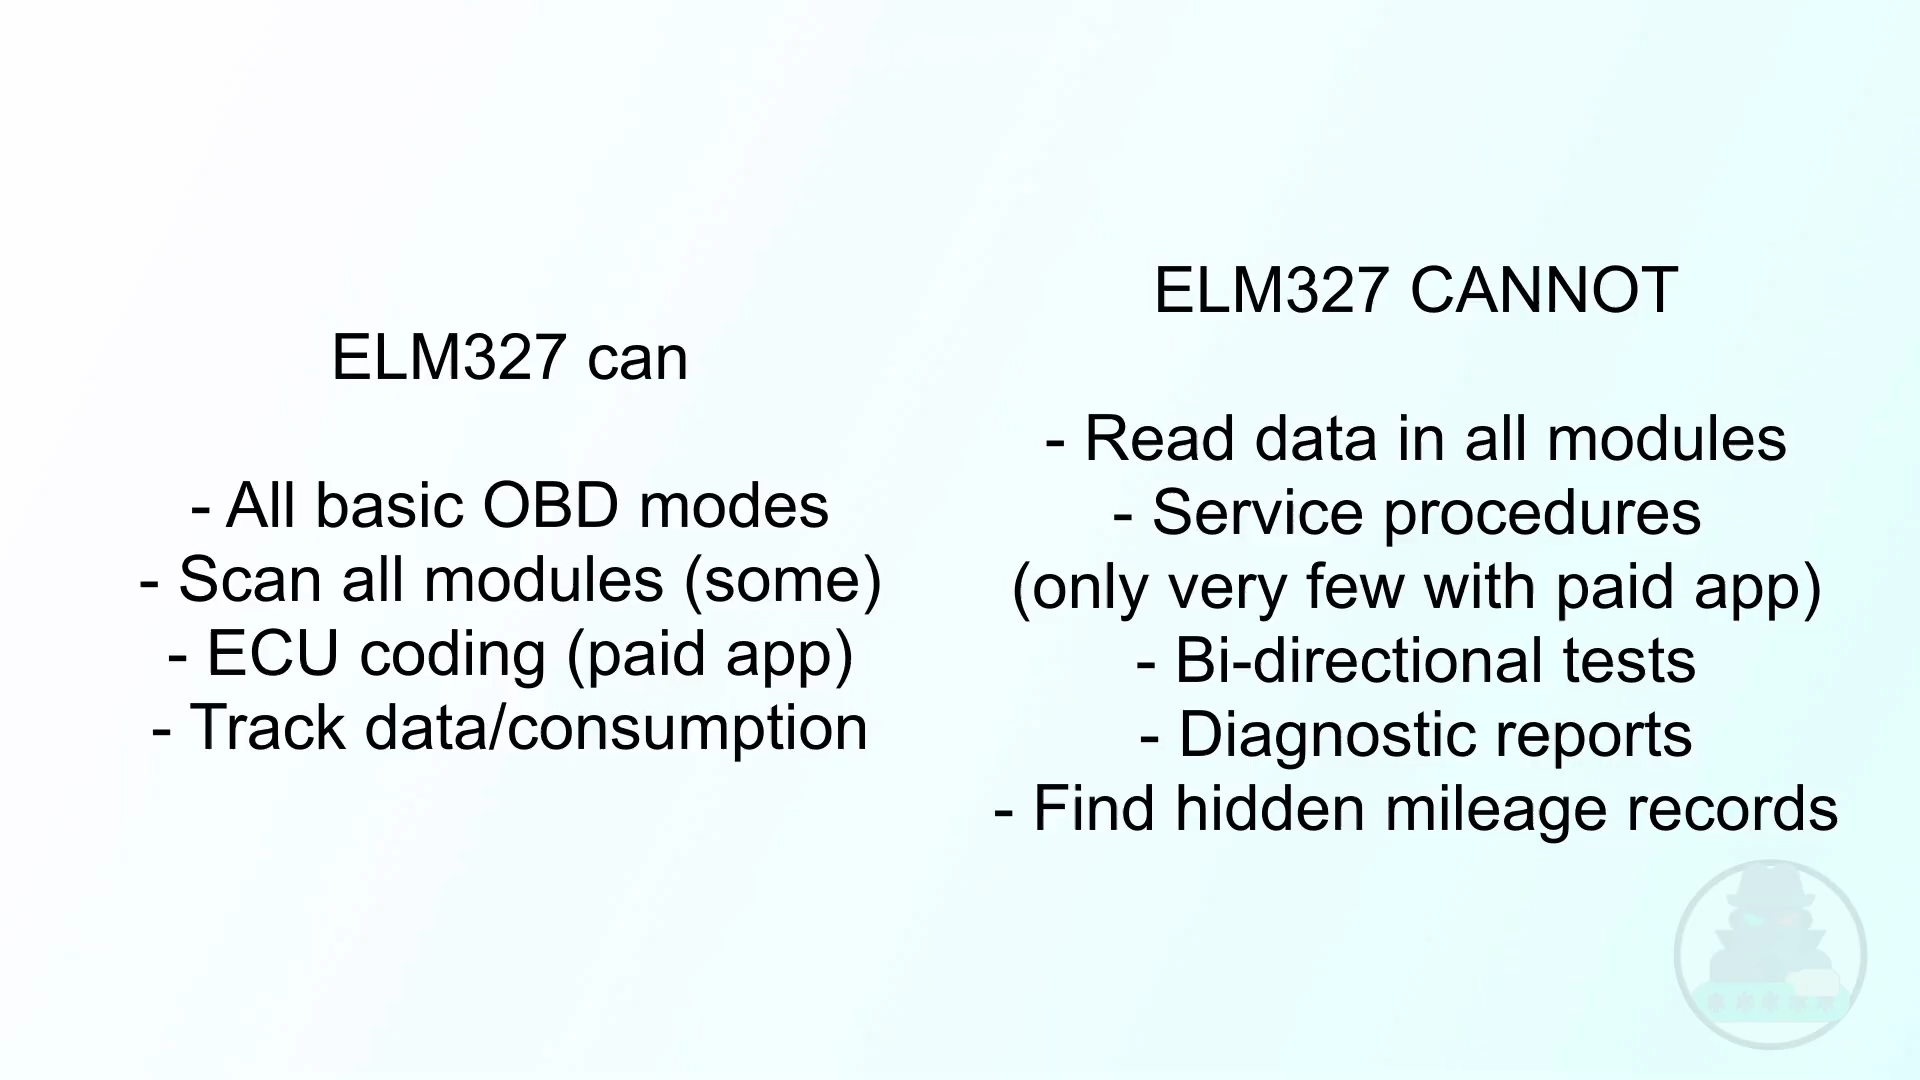 ELM327 can
- All basic OBD modes
- Scan all modules (some)
- ECU coding (paid app)
- Track data/consumption
ELM327 CANNOT
- Read data in all modules
- Service procedures
(only very few with paid app)
- Bi-directional tests
- Diagnostic reports
- Find hidden mileage records